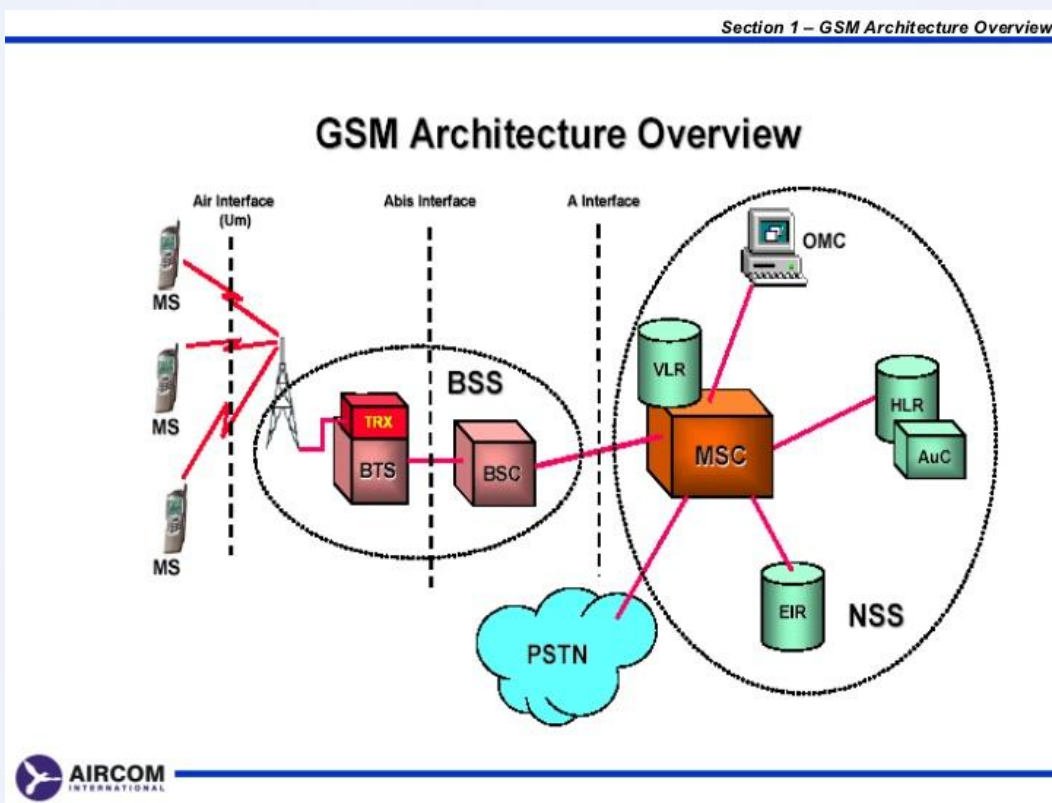 Section 1 – GSM Architecture Overview
GSM Architecture Overview
Air Interface
(Um)
Abis Interface
A Interface
OMC
MS
VLR
BSS
HLR
TRX
MS
MSC
AuC
BTS
BSC
MS
EIR
NSS
PSTN
AIRCOM
INTERNATIONAL